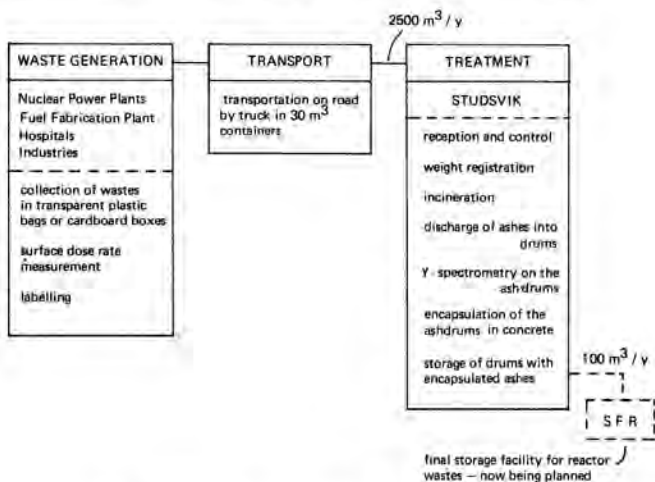 2500 m³ / y
WASTE GENERATION
Nuclear Power Plants
Fuel Fabrication Plant
Hospitals
Industries
collection of wastes
in transparent plastic
bags or cardboard boxes
surface dose rate
measurement
labelling
TRANSPORT
transportation on road
by truck in 30 m³
containers
TREATMENT
STUDSVIK
reception and control
weight registration
incineration
discharge of ashes into
drums
Y - spectrometry on the
ashdrums
encapsulation of the
ashdrums in concrete
storage of drums with
encapsulated ashes
100 m³ / y
S F R
final storage facility for reactor
wastes – now being planned